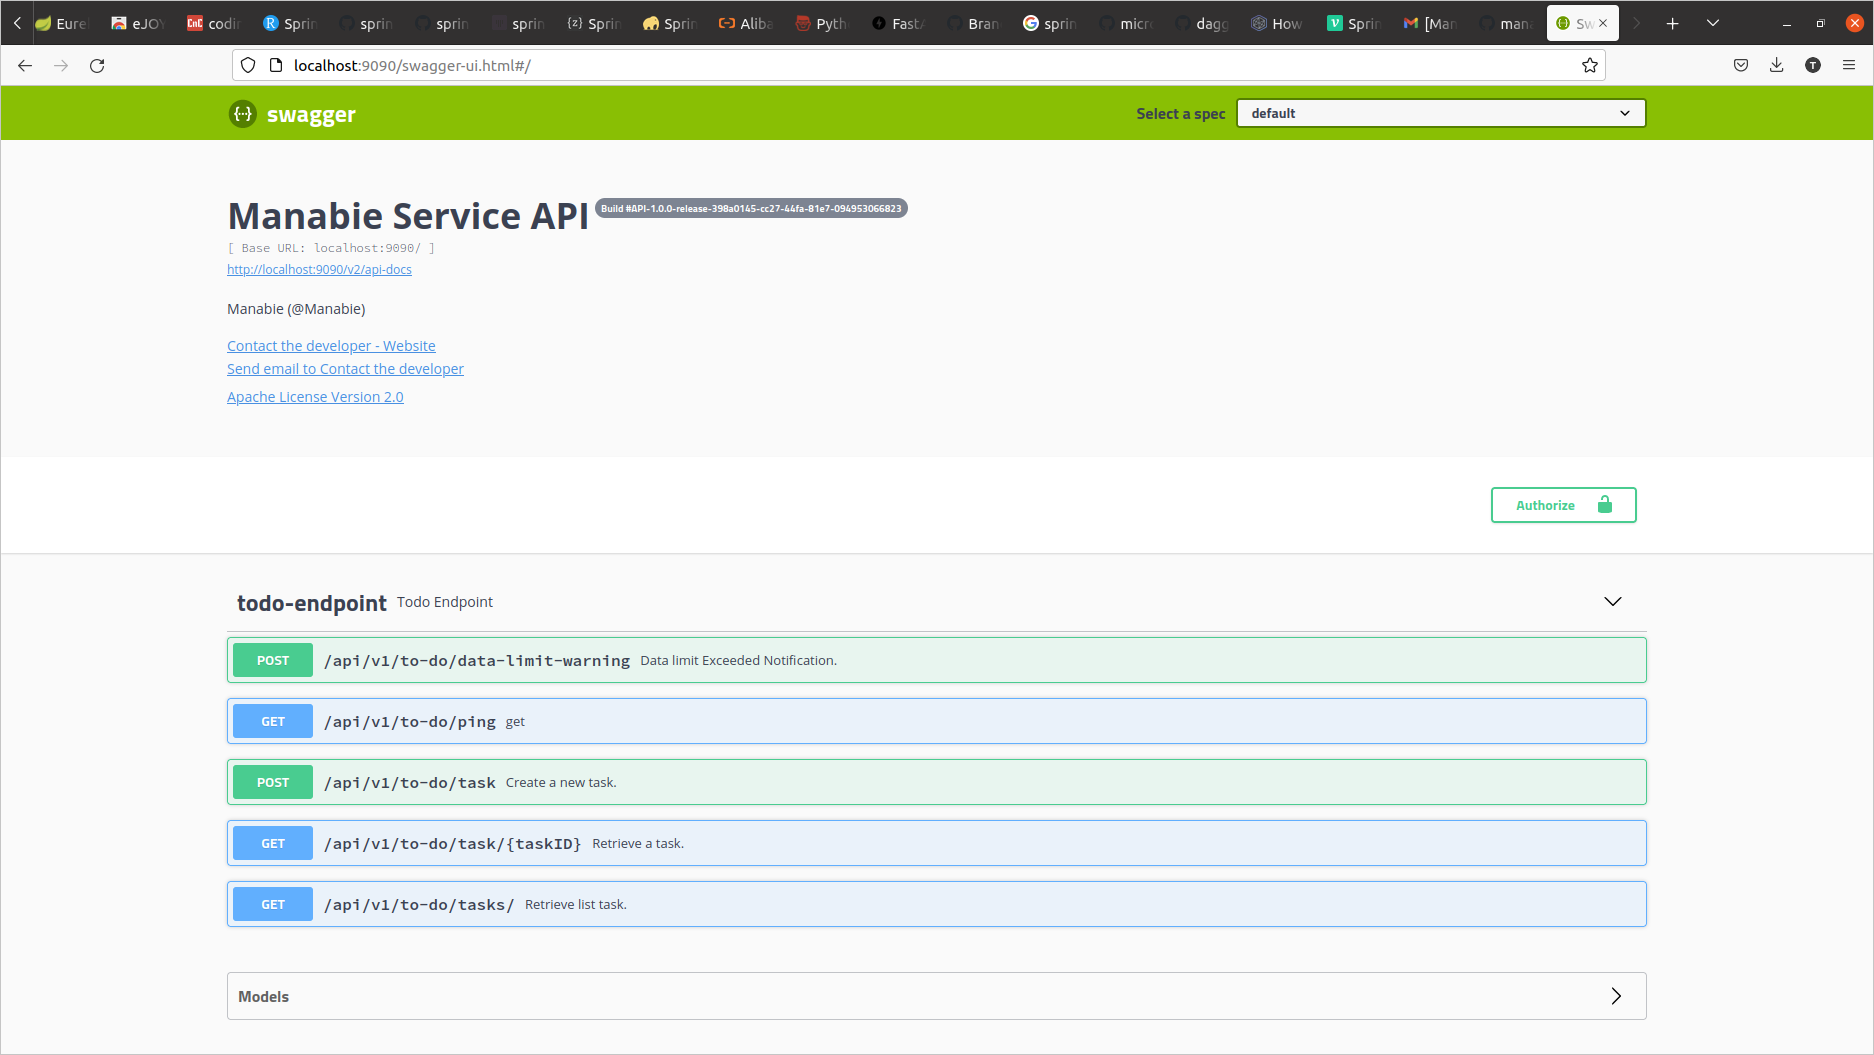 Eure eJOY codin Sprin sprin sprin sprin Sprin Sprin Aliba Pyth FastA Bran sprin micro dagg How Sprin [Man mana Sw
localhost:9090/swagger-ui.html#/
T
swagger
Select a spec
default
Manabie Service API
Build #API-1.0.0-release-398a0145-cc27-44fa-81e7-094953066823
[ Base URL: localhost:9090/ ]
http://localhost:9090/v2/api-docs
Manabie (@Manabie)
Contact the developer - Website
Send email to Contact the developer
Apache License Version 2.0
Authorize
todo-endpoint Todo Endpoint
POST /api/v1/to-do/data-limit-warning Data limit Exceeded Notification.
GET /api/v1/to-do/ping get
POST /api/v1/to-do/task Create a new task.
GET /api/v1/to-do/task/{taskID} Retrieve a task.
GET /api/v1/to-do/tasks/ Retrieve list task.
Models